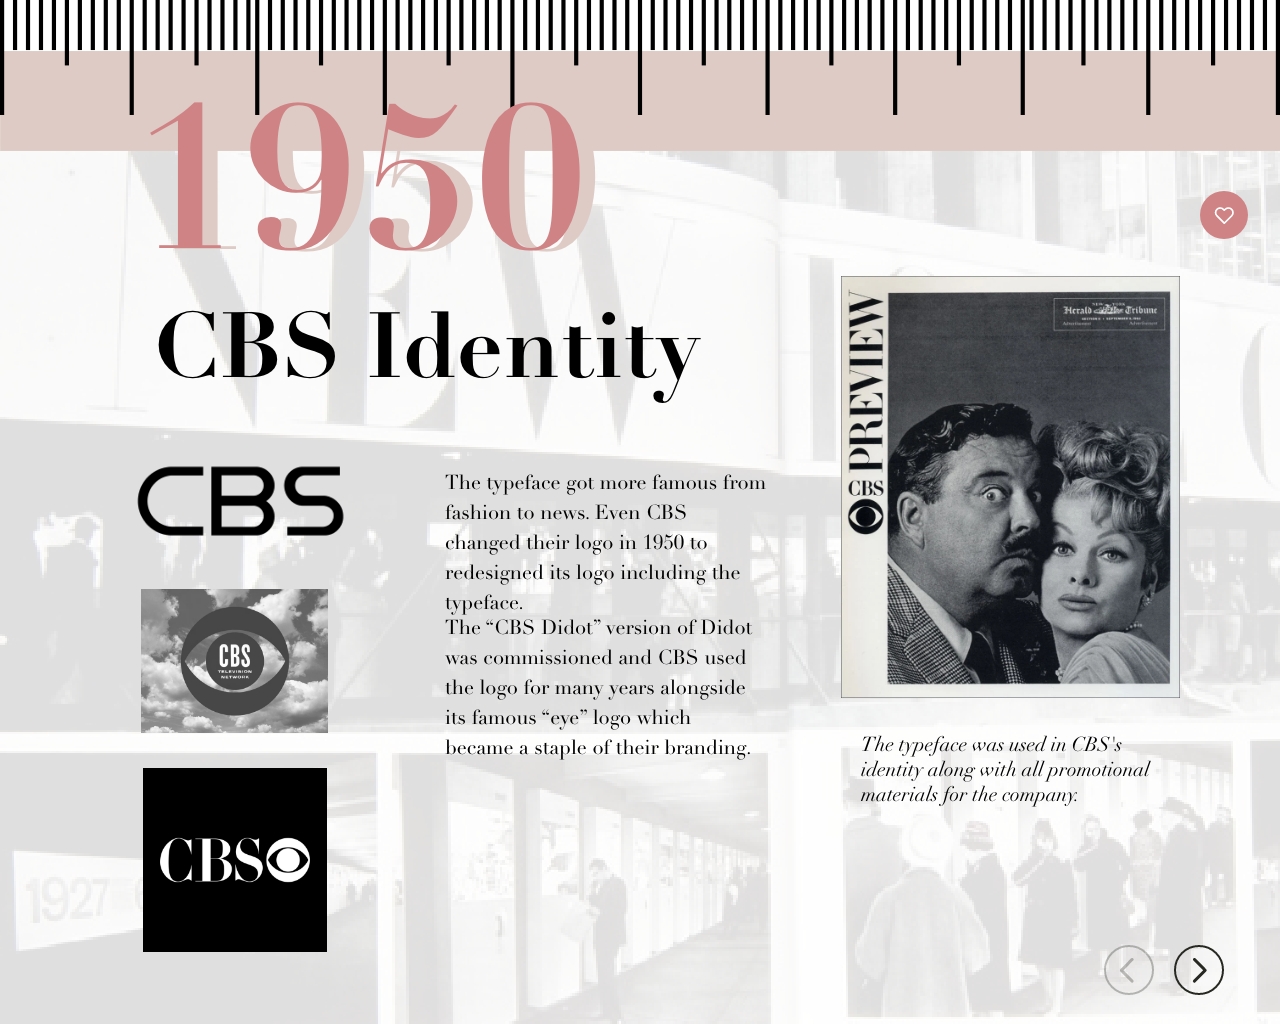 1950
CBS Identity
CBS
CBS
TELEVISION
NETWORK
CBS
The typeface got more famous from
fashion to news. Even CBS
changed their logo in 1950 to
redesigned its logo including the
typeface.
The “CBS Didot” version of Didot
was commissioned and CBS used
the logo for many years alongside
its famous “eye” logo which
became a staple of their branding.
CBS PREVIEW
NEW YORK
Herald Tribune
Advertisement
Advertisement
The typeface was used in CBS's
identity along with all promotional
materials for the company.
NEW
1927